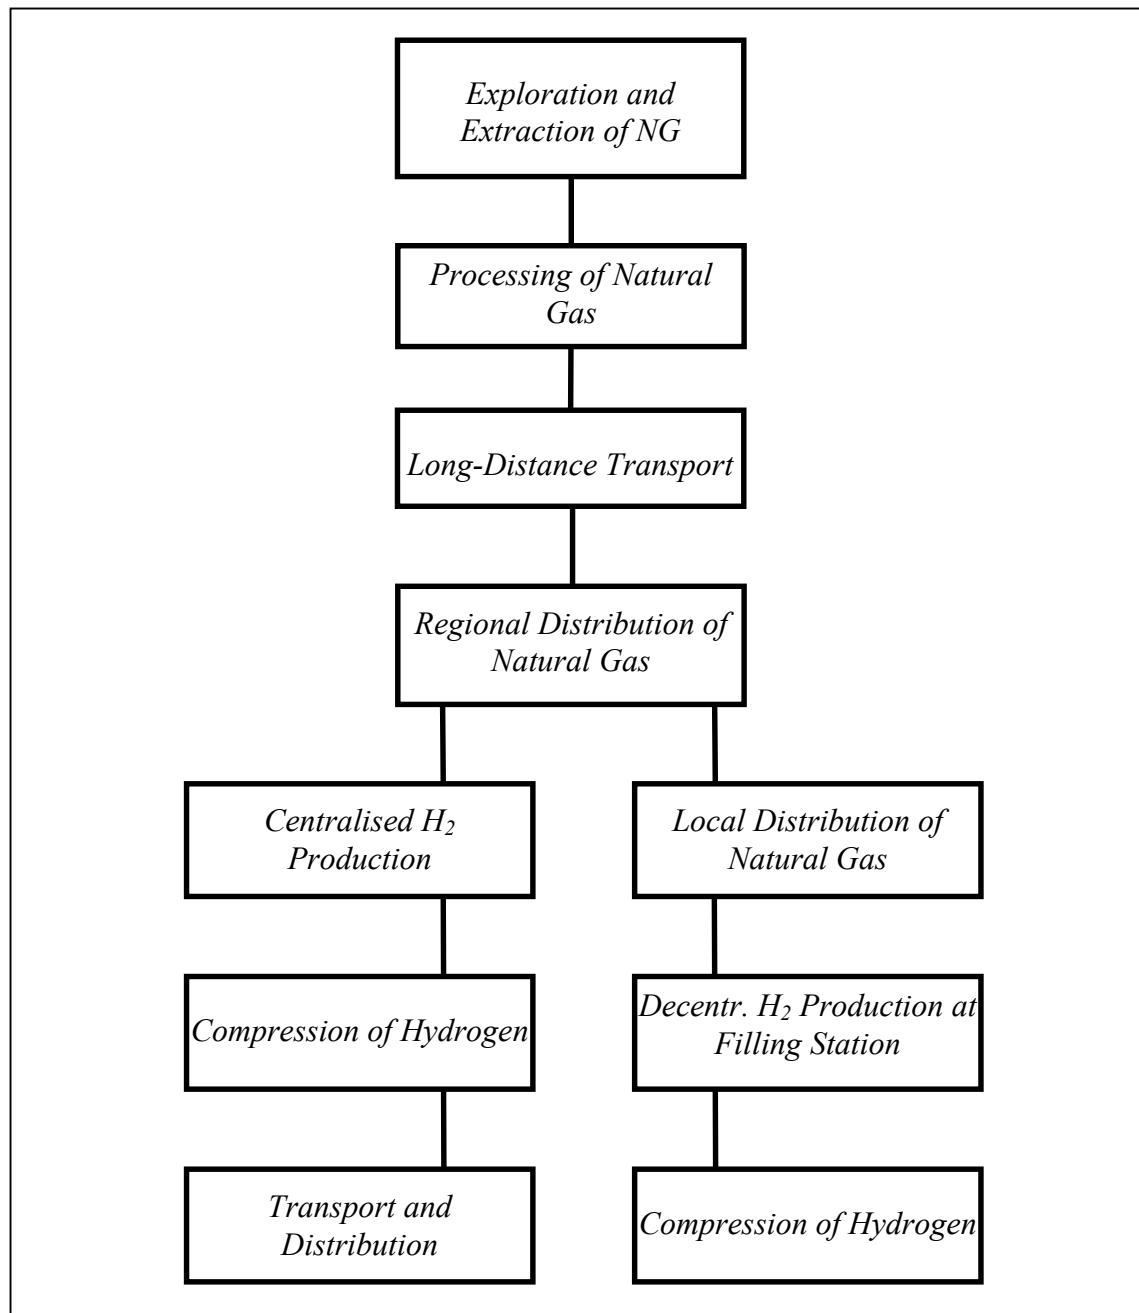 Exploration and
Extraction of NG
Processing of Natural
Gas
Long-Distance Transport
Regional Distribution of
Natural Gas
Centralised H2
Production
Local Distribution of
Natural Gas
Compression of Hydrogen
Decentr. H2 Production at
Filling Station
Transport and
Distribution
Compression of Hydrogen